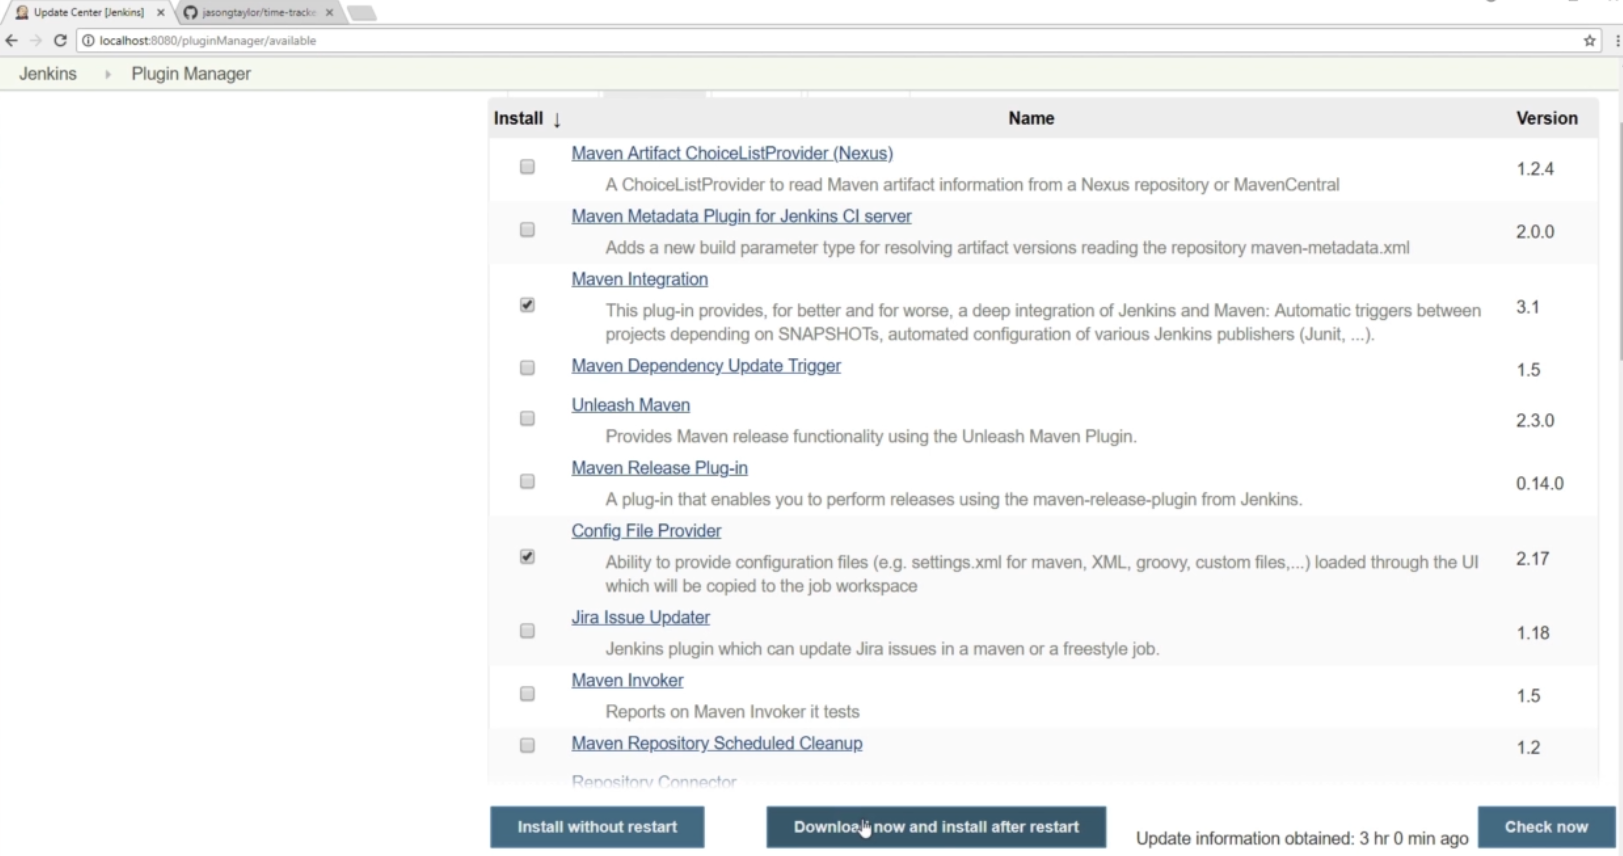 Update Center [Jenkins]
jasongtaylor/time-tracke
localhost:8080/pluginManager/available
Jenkins
Plugin Manager
Install ↓ Name Version
Maven Artifact ChoiceListProvider (Nexus)
A ChoiceListProvider to read Maven artifact information from a Nexus repository or MavenCentral
1.2.4
Maven Metadata Plugin for Jenkins CI server
Adds a new build parameter type for resolving artifact versions reading the repository maven-metadata.xml
2.0.0
Maven Integration
This plug-in provides, for better and for worse, a deep integration of Jenkins and Maven: Automatic triggers between
projects depending on SNAPSHOTs, automated configuration of various Jenkins publishers (Junit, ...).
3.1
Maven Dependency Update Trigger
1.5
Unleash Maven
Provides Maven release functionality using the Unleash Maven Plugin.
2.3.0
Maven Release Plug-in
A plug-in that enables you to perform releases using the maven-release-plugin from Jenkins.
0.14.0
Config File Provider
Ability to provide configuration files (e.g. settings.xml for maven, XML, groovy, custom files,...) loaded through the UI
which will be copied to the job workspace
2.17
Jira Issue Updater
Jenkins plugin which can update Jira issues in a maven or a freestyle job.
1.18
Maven Invoker
Reports on Maven Invoker it tests
1.5
Maven Repository Scheduled Cleanup
1.2
Repository Connector
Install without restart
Download now and install after restart
Update information obtained: 3 hr 0 min ago
Check now